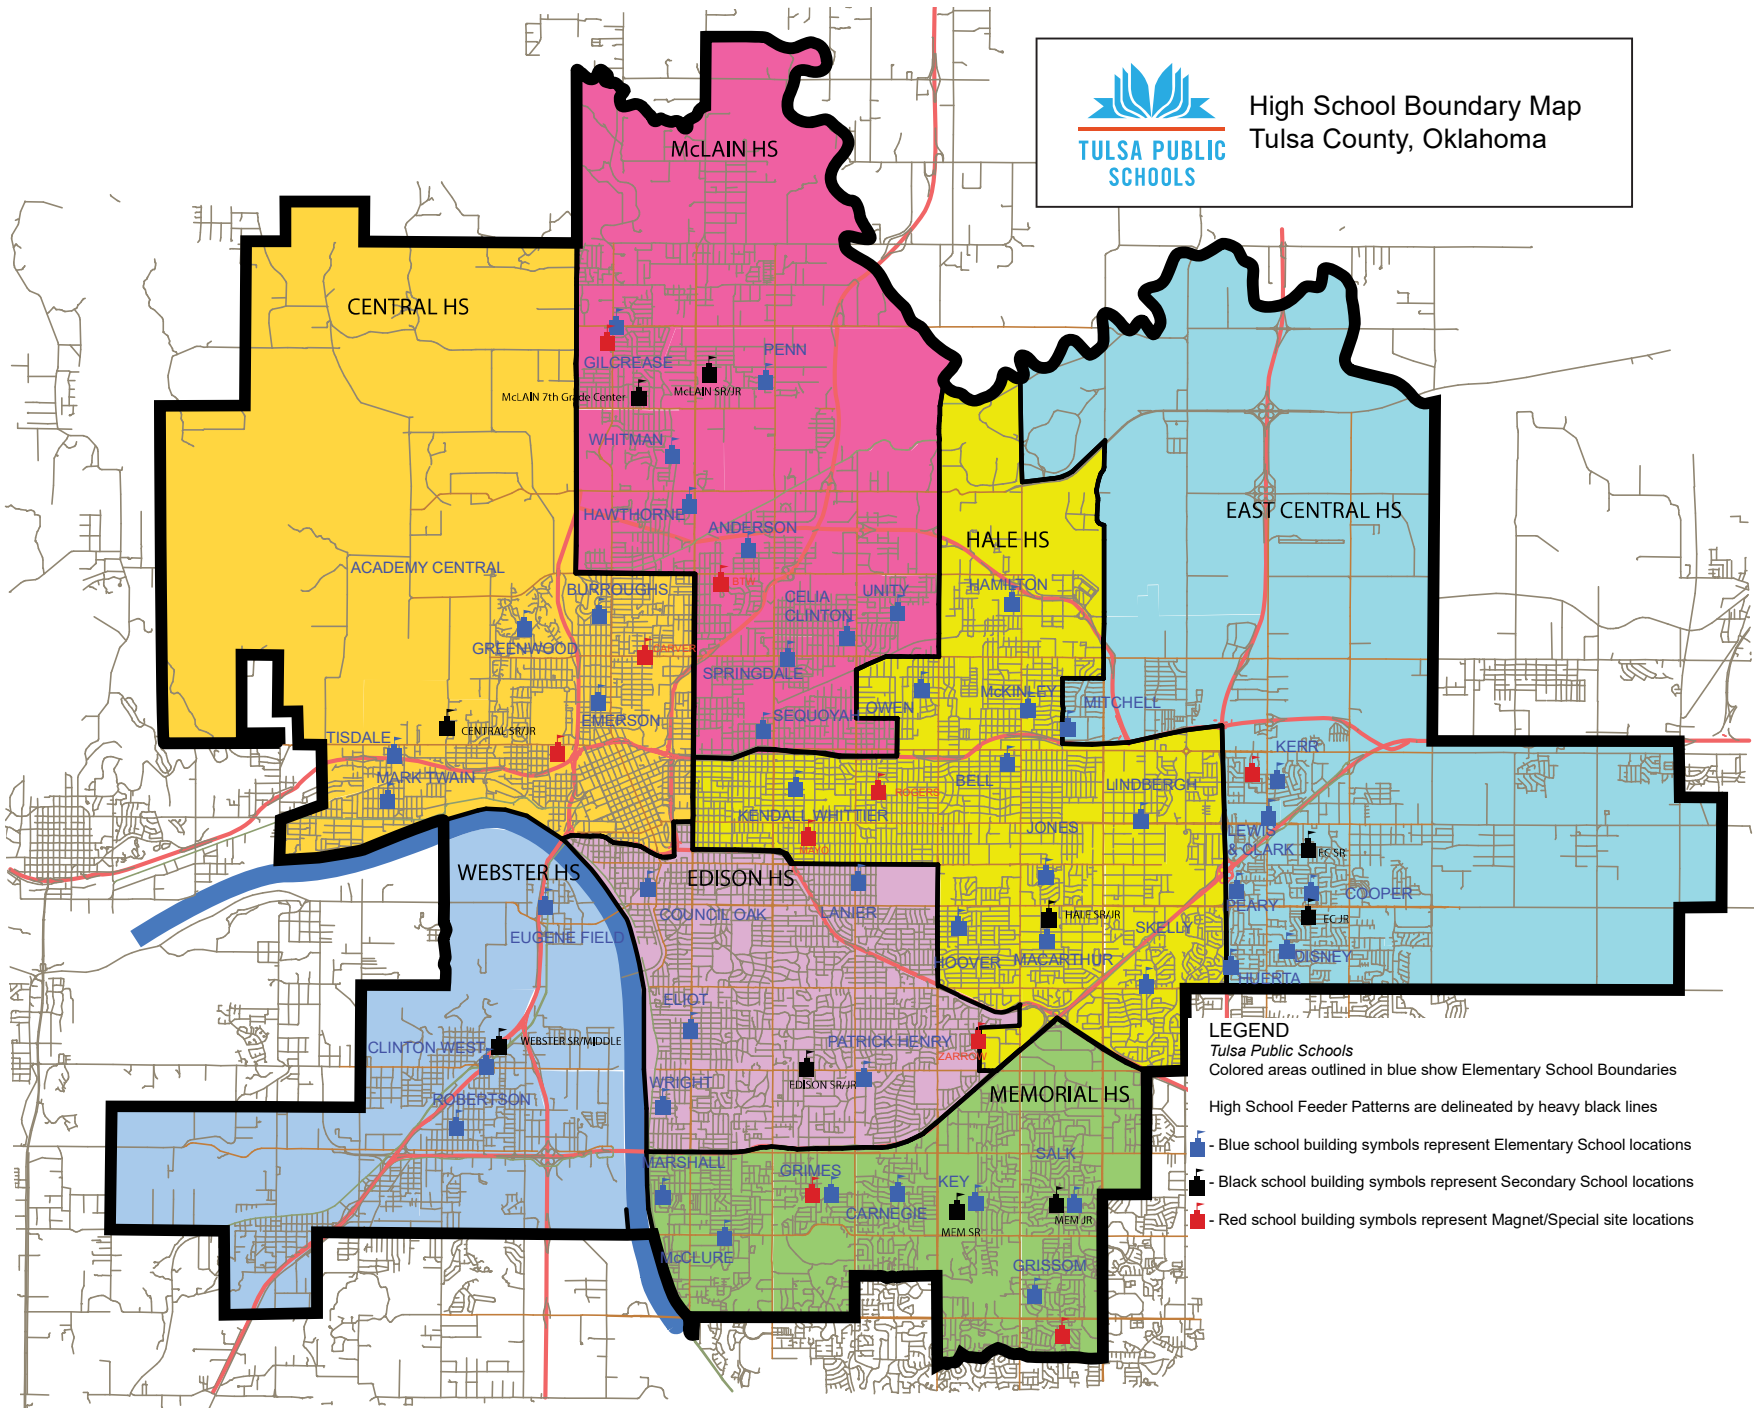 High School Boundary Map
Tulsa County, Oklahoma
TULSA PUBLIC
SCHOOLS
McLAIN HS
CENTRAL HS
PENN
GILCREASE
McLAIN SR/JR
McLAIN 7th Grade Center
WHITMAN
HAWTHORNE
ANDERSON
EAST CENTRAL HS
HALE HS
ACADEMY CENTRAL
BURROUGHS
BTW
CELIA
CLINTON
UNITY
HAMILTON
GREENWOOD
CARVER
SPRINGDALE
McKINLEY
MITCHELL
OWEN
SEQUOYAH
EMERSON
CENTRAL SR/JR
TISDALE
MARK TWAIN
KERR
BELL
LINDBERGH
ROGERS
KENDALL WHITTIER
JONES
LEWIS
& CLARK
EC SR
WEBSTER HS
EDISON HS
COUNCIL OAK
LANIER
HALE SR/JR
SKELLY
PEARY
COOPER
EC JR
EUGENE FIELD
HOOVER
MACARTHUR
DISNEY
HUERTA
ELIOT
CLINTON WEST
WEBSTER SR/MIDDLE
PATRICK HENRY
ZARROW
EDISON SR/JR
WRIGHT
ROBERTSON
MEMORIAL HS
MARSHALL
GRIMES
SALK
KEY
CARNEGIE
MEM SR
MEM JR
McCLURE
GRISSOM
LEGEND
Tulsa Public Schools
Colored areas outlined in blue show Elementary School Boundaries
High School Feeder Patterns are delineated by heavy black lines
- Blue school building symbols represent Elementary School locations
- Black school building symbols represent Secondary School locations
- Red school building symbols represent Magnet/Special site locations